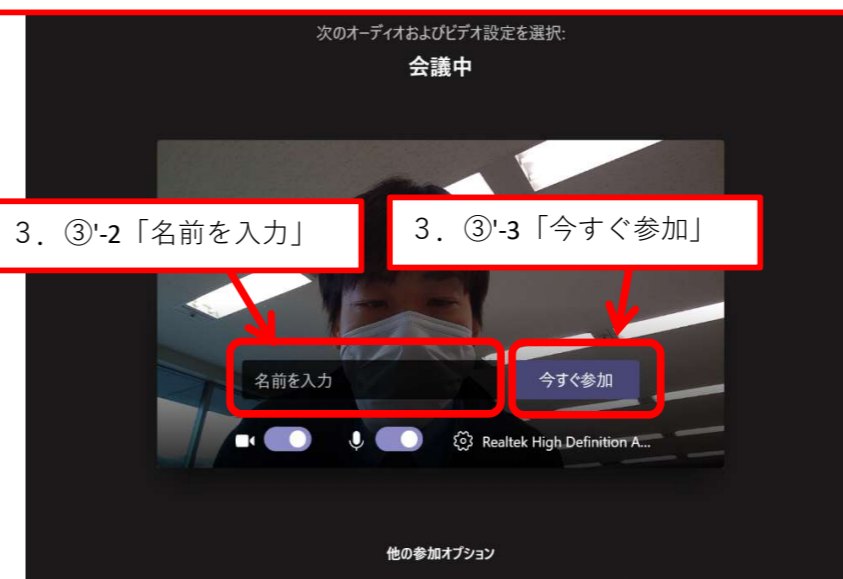 次のオーディオおよびビデオ設定を選択:
会議中
３．③'-2「名前を入力」
３．③'-3「今すぐ参加」
名前を入力
今すぐ参加
Realtek High Definition A...
他の参加オプション